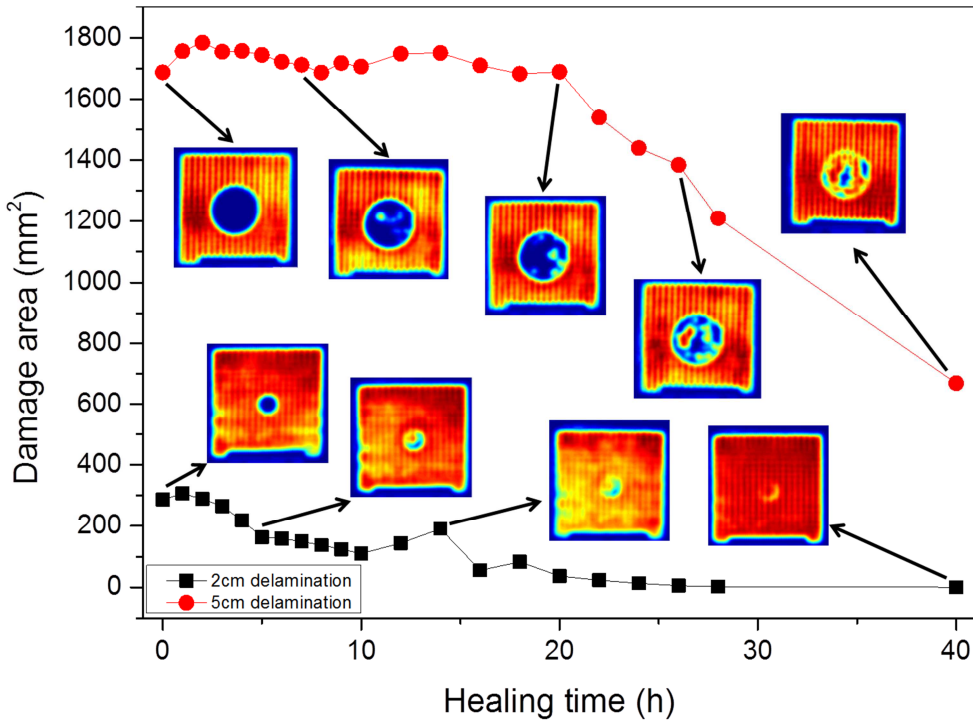 Damage area (mm²)
1800
1600
1400
1200
1000
800
600
400
200
0
2cm delamination
5cm delamination
0 10 20 30 40
Healing time (h)